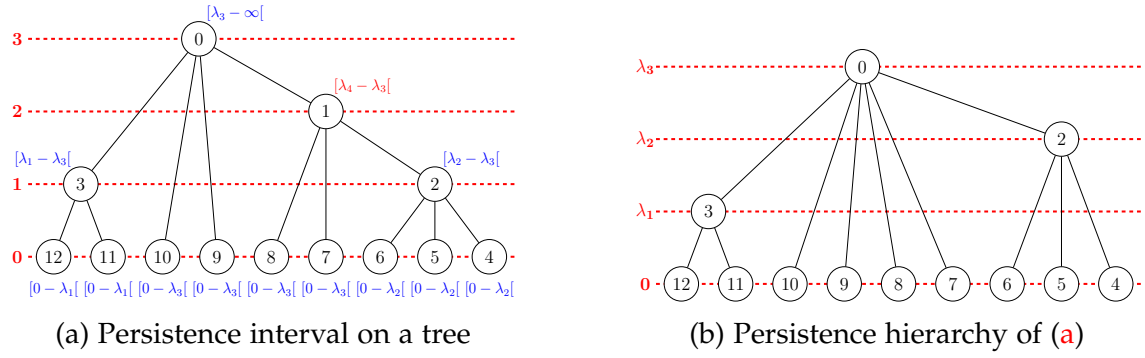 [λ₃ − ∞[
3 0
[λ₄ − λ₃[
2 1
[λ₁ − λ₃[ [λ₂ − λ₃[
1 3 2
0 12 11 10 9 8 7 6 5 4
[0 − λ₁[ [0 − λ₁[ [0 − λ₃[ [0 − λ₃[ [0 − λ₃[ [0 − λ₃[ [0 − λ₂[ [0 − λ₂[ [0 − λ₂[
(a) Persistence interval on a tree
λ₃ 0
λ₂ 2
λ₁ 3
0 12 11 10 9 8 7 6 5 4
(b) Persistence hierarchy of (a)